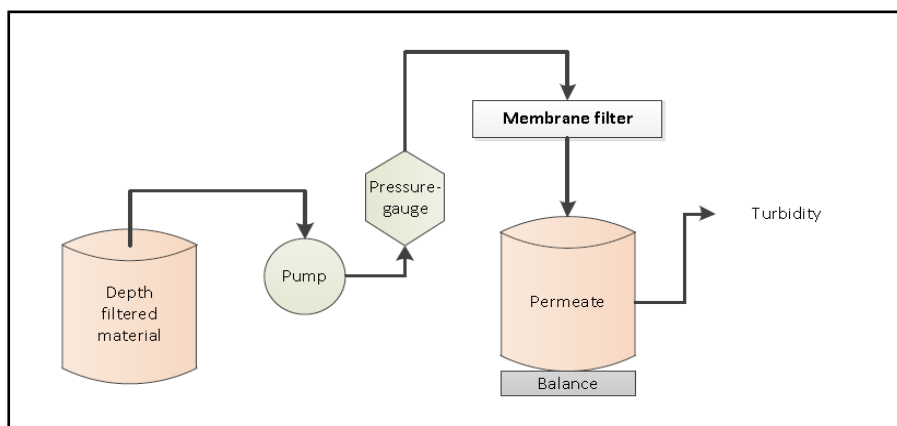 Depth
filtered
material
Pump
Pressure-
gauge
Membrane filter
Permeate
Balance
Turbidity